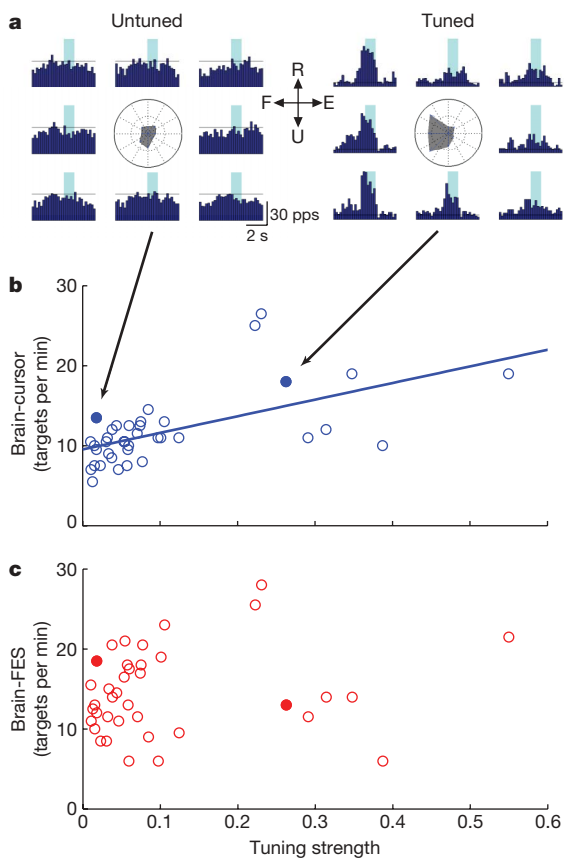 a
Untuned
Tuned
R
F E
U
30 pps
2 s
b
30
20
10
0
Brain-cursor
(targets per min)
c
30
20
10
0
Brain-FES
(targets per min)
0 0.1 0.2 0.3 0.4 0.5 0.6
Tuning strength